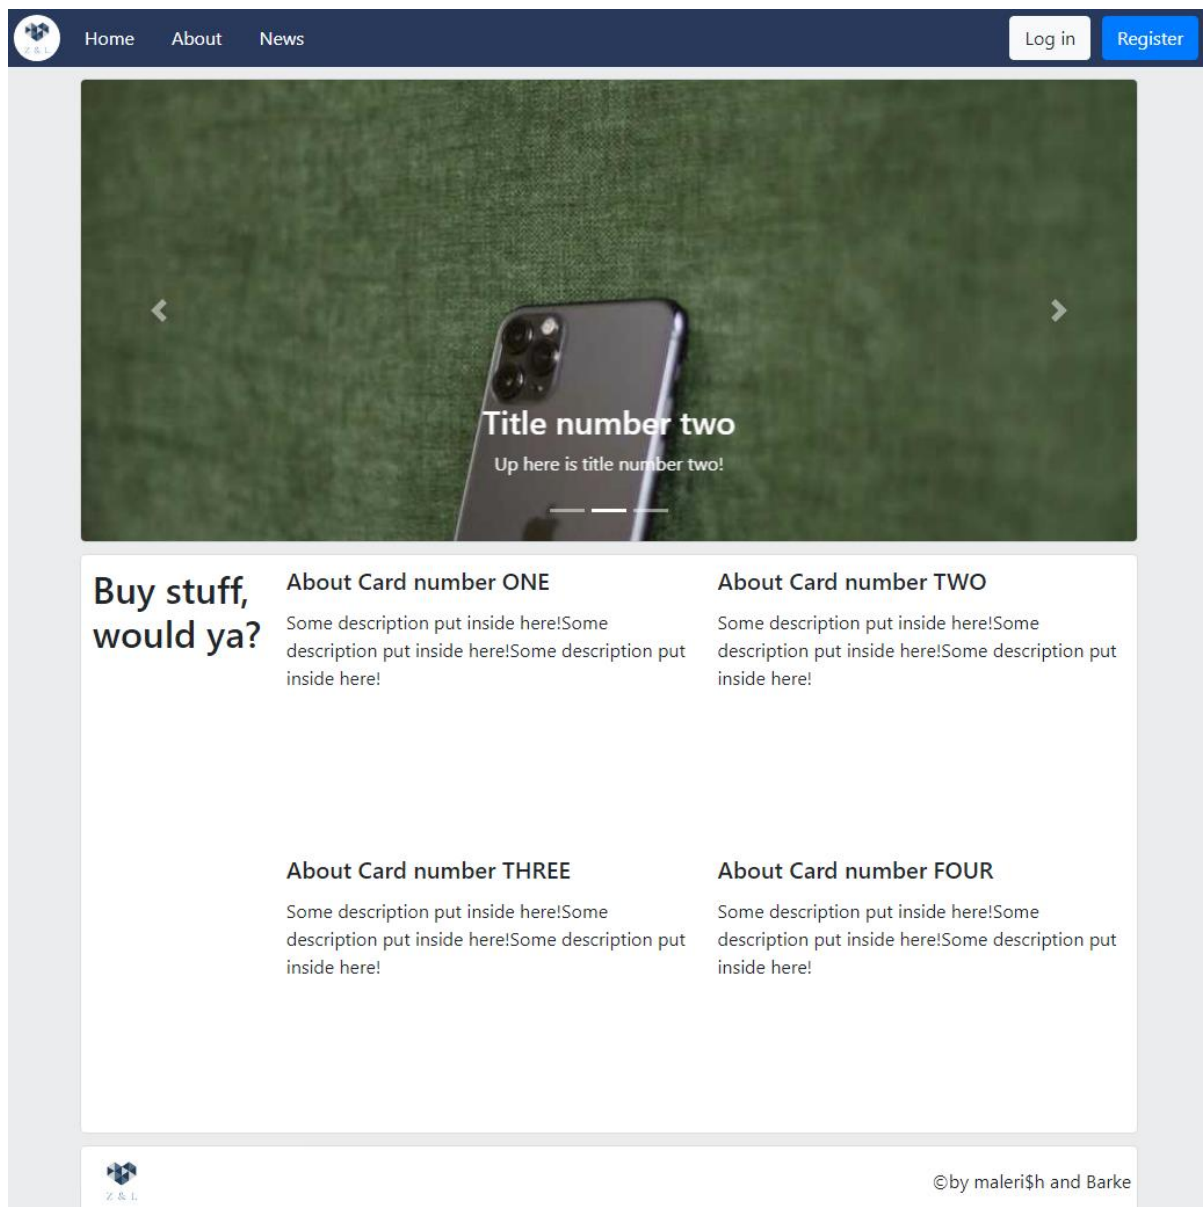 Z & L
Home About News
Log in Register
Title number two
Up here is title number two!
Buy stuff,
would ya?
About Card number ONE
Some description put inside here!Some
description put inside here!Some description put
inside here!
About Card number TWO
Some description put inside here!Some
description put inside here!Some description put
inside here!
About Card number THREE
Some description put inside here!Some
description put inside here!Some description put
inside here!
About Card number FOUR
Some description put inside here!Some
description put inside here!Some description put
inside here!
Z & L
©by maleri$h and Barke